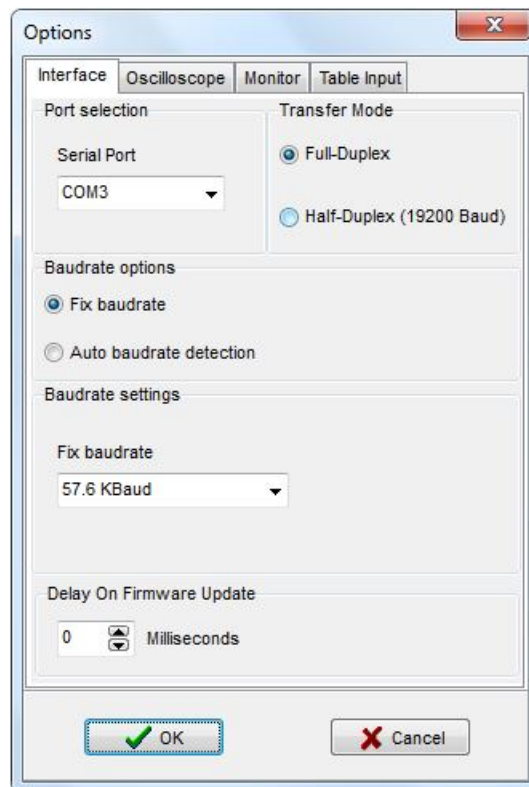 Options
Interface Oscilloscope Monitor Table Input
Port selection
Serial Port
COM3
Transfer Mode
Full-Duplex
Half-Duplex (19200 Baud)
Baudrate options
Fix baudrate
Auto baudrate detection
Baudrate settings
Fix baudrate
57.6 KBaud
Delay On Firmware Update
0 Milliseconds
OK Cancel